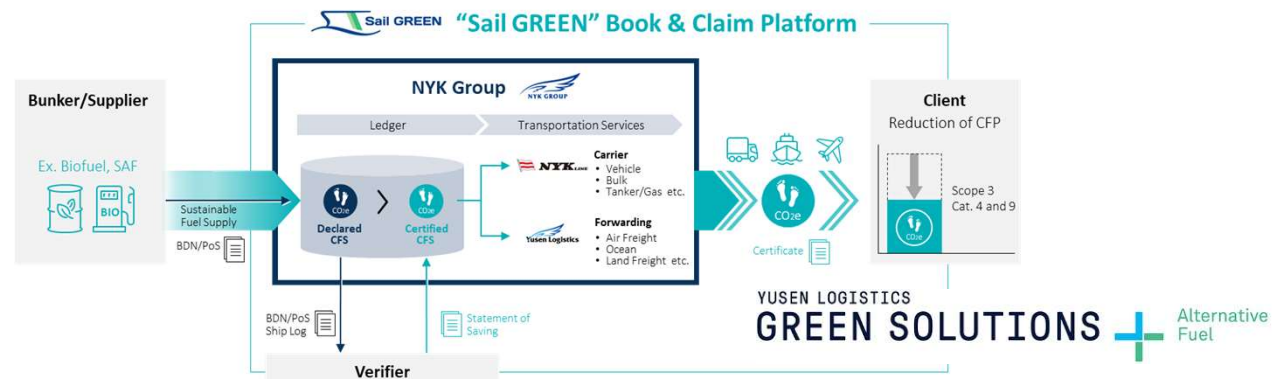 Sail GREEN
“Sail GREEN” Book & Claim Platform
Bunker/Supplier
Ex. Biofuel, SAF
BIO
Sustainable
Fuel Supply
BDN/PoS
NYK Group
NYK GROUP
Ledger
Transportation Services
CO2e
Declared
CFS
CO2e
Certified
CFS
NYK LINE
Carrier
• Vehicle
• Bulk
• Tanker/Gas etc.
Yusen Logistics
Forwarding
• Air Freight
• Ocean
• Land Freight etc.
BDN/PoS
Ship Log
Statement of
Saving
Verifier
CO2e
Certificate
Client
Reduction of CFP
Scope 3
Cat. 4 and 9
CO2e
YUSEN LOGISTICS
GREEN SOLUTIONS
Alternative
Fuel